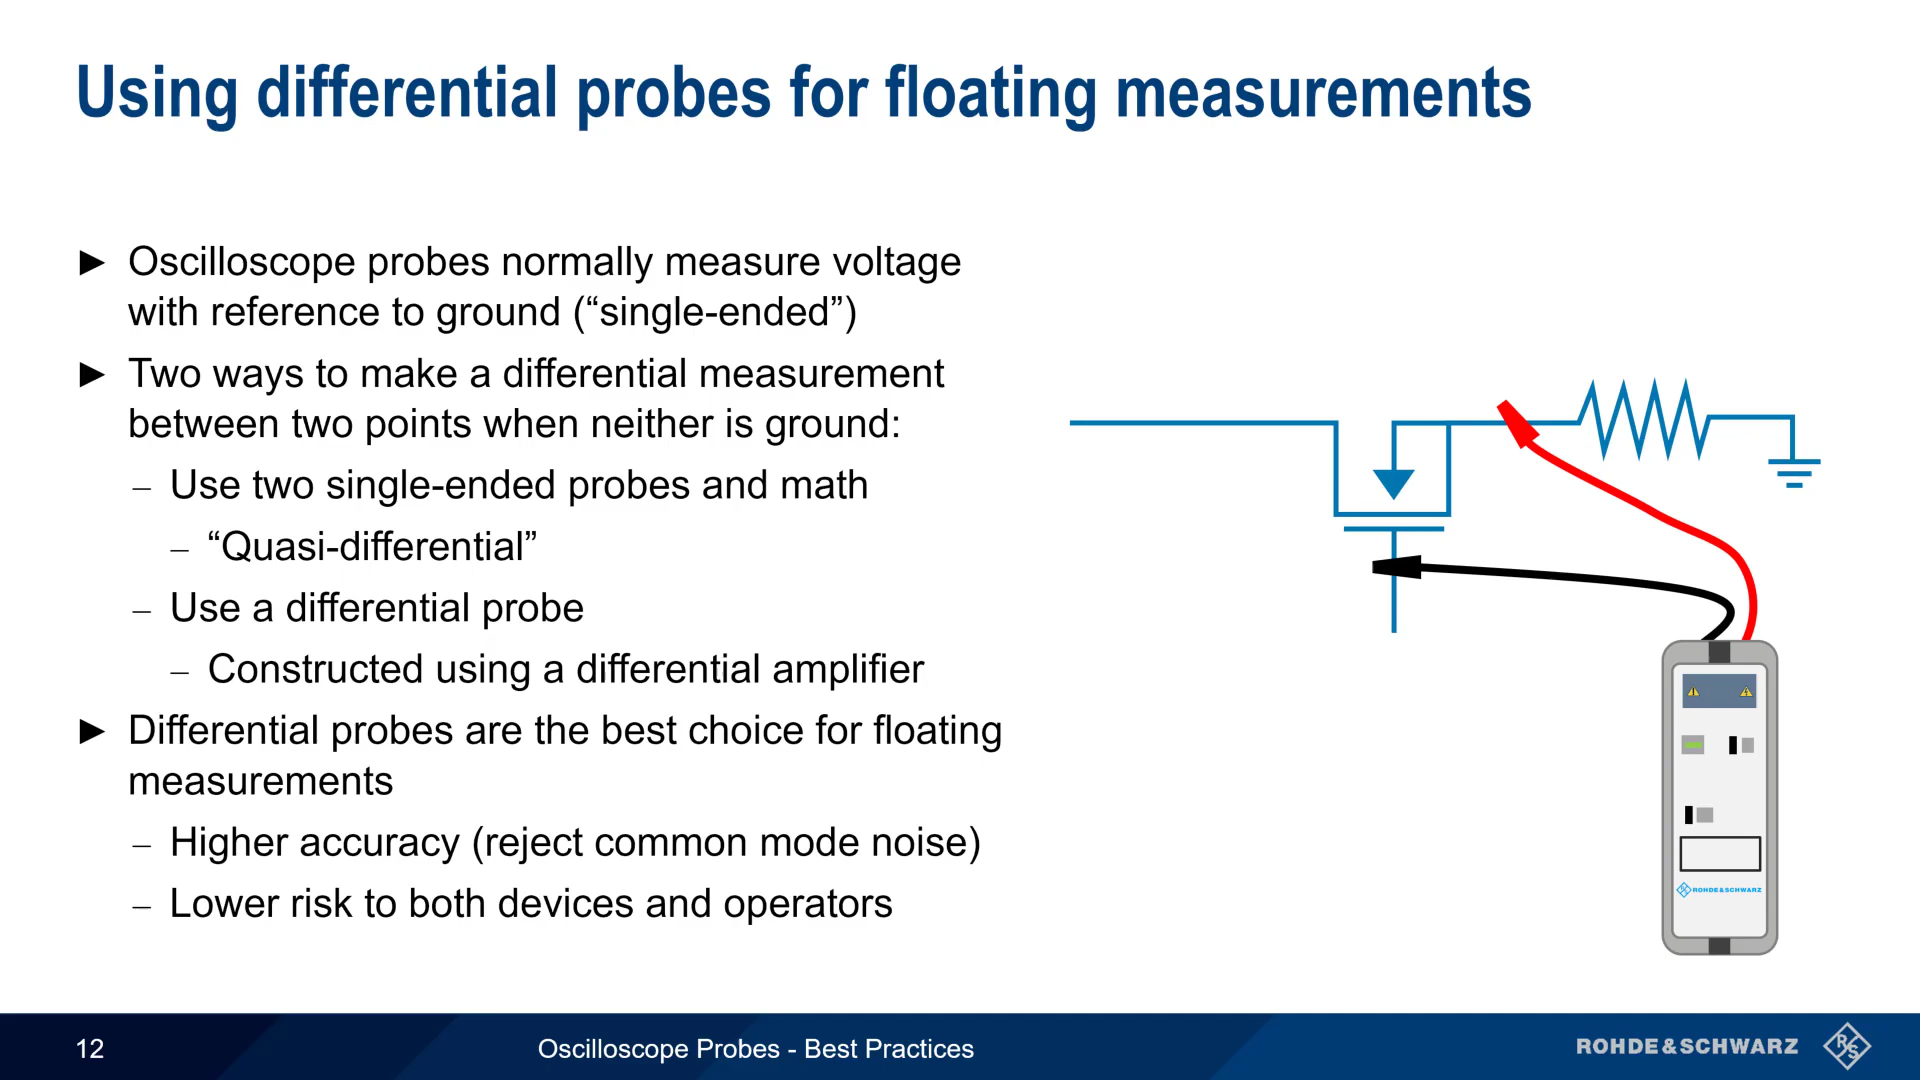 Using differential probes for floating measurements
► Oscilloscope probes normally measure voltage
with reference to ground (“single-ended”)
► Two ways to make a differential measurement
between two points when neither is ground:
– Use two single-ended probes and math
– “Quasi-differential”
– Use a differential probe
– Constructed using a differential amplifier
► Differential probes are the best choice for floating
measurements
– Higher accuracy (reject common mode noise)
– Lower risk to both devices and operators
ROHDE&SCHWARZ
12
Oscilloscope Probes - Best Practices
ROHDE&SCHWARZ
R&S